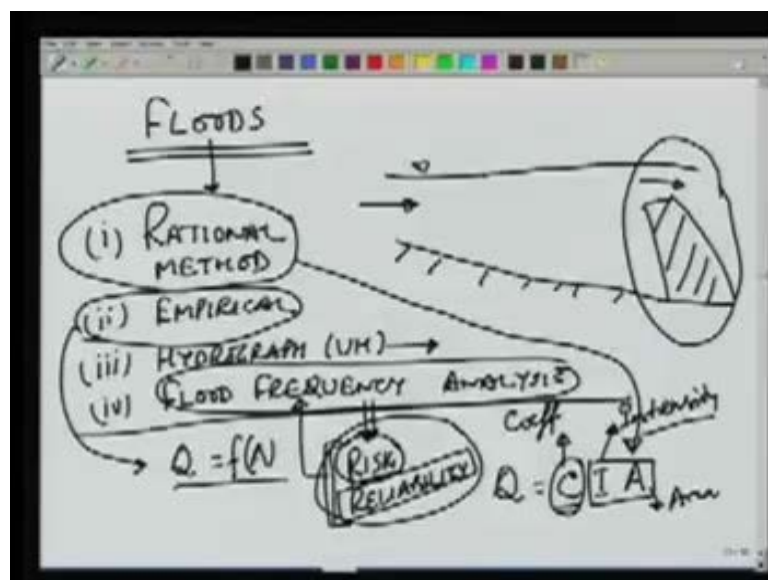 FLOODS
(i) RATIONAL
METHOD
(ii) EMPIRICAL
(iii) HYDROGRAPH (UH)
(iv) FLOOD FREQUENCY ANALYSIS
Coeff Intensity
Q = f(N
RISK
RELIABILITY
Q = C I A
Area